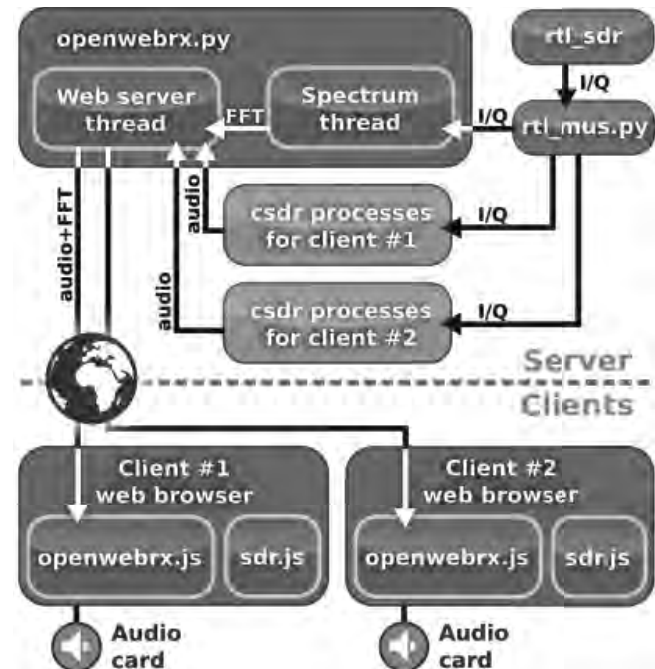 openwebrx.py
rtl_sdr
I/Q
Web server
thread
FFT
Spectrum
thread
I/Q
rtl_mus.py
audio+FFT
audio
csdr processes
for client #1
I/Q
audio
csdr processes
for client #2
I/Q
Server
Clients
Client #1
web browser
openwebrx.js
sdr.js
Client #2
web browser
openwebrx.js
sdr.js
Audio
card
Audio
card